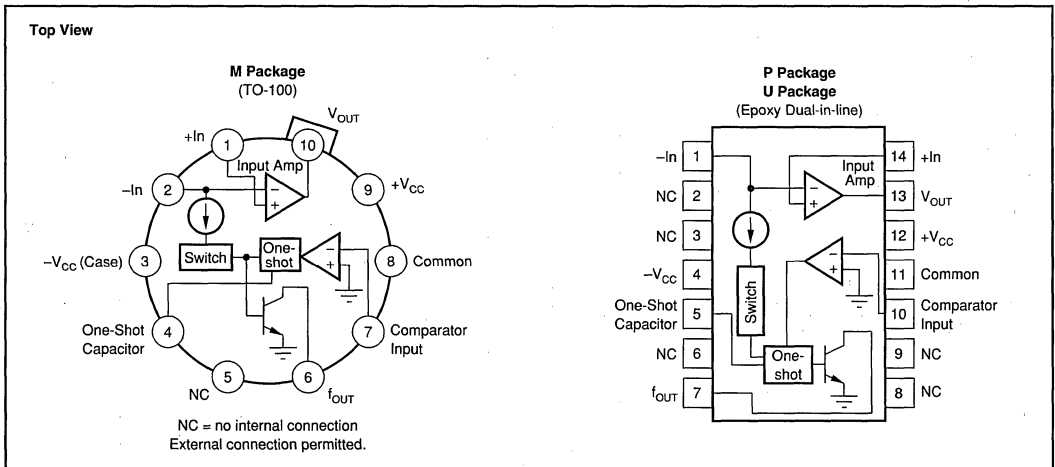 Top View
M Package
(TO-100)
V_OUT
+In
1
10
Input Amp
–In
2
–
+
9
+V_CC
–V_CC (Case)
3
Switch
One-
shot
–
+
8
Common
One-Shot
Capacitor
4
7
Comparator
Input
NC
5
6
f_OUT
NC = no internal connection
External connection permitted.
P Package
U Package
(Epoxy Dual-in-line)
–In
1
14
+In
Input
Amp
–
+
NC
2
13
V_OUT
NC
3
12
+V_CC
–
+
–V_CC
4
11
Common
Switch
One-Shot
Capacitor
5
10
Comparator
Input
NC
6
One-
shot
9
NC
f_OUT
7
8
NC